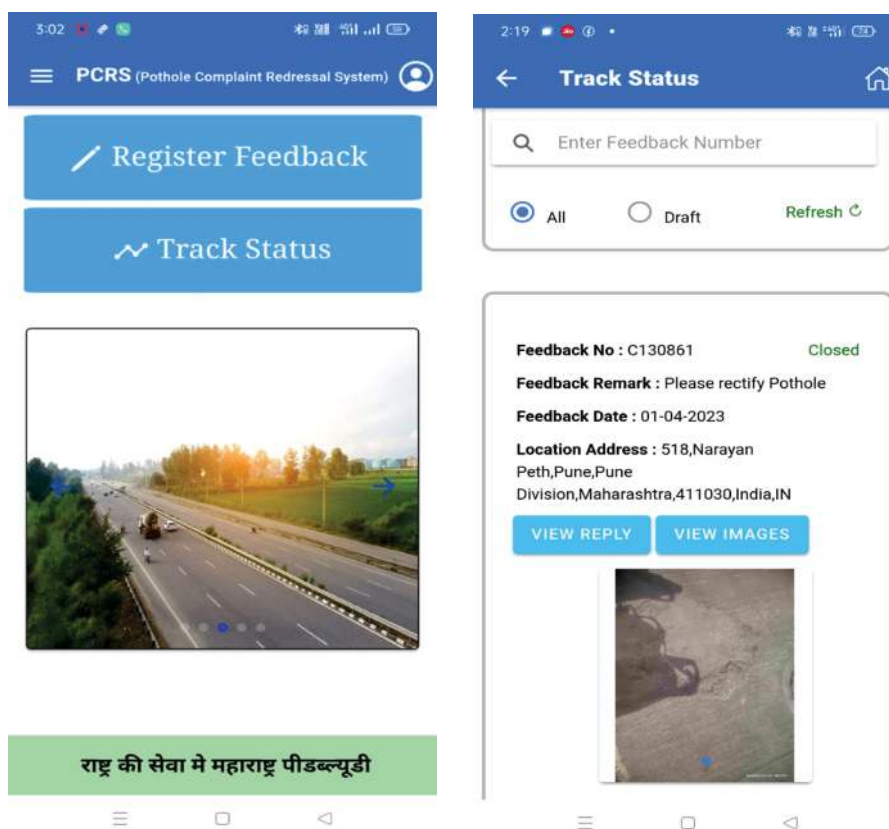 3:02
PCRS (Pothole Complaint Redressal System)
Register Feedback
Track Status
राष्ट्र की सेवा मे महाराष्ट्र पीडब्ल्यूडी
2:19
Track Status
Enter Feedback Number
All Draft Refresh
Feedback No : C130861 Closed
Feedback Remark : Please rectify Pothole
Feedback Date : 01-04-2023
Location Address : 518,Narayan
Peth,Pune,Pune
Division,Maharashtra,411030,India,IN
VIEW REPLY VIEW IMAGES